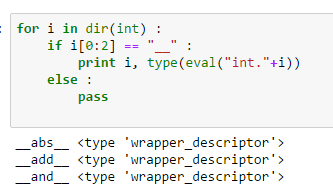 for i in dir(int) :
    if i[0:2] == "__" :
        print i, type(eval("int."+i))
    else :
        pass
__abs__ <type 'wrapper_descriptor'>
__add__ <type 'wrapper_descriptor'>
__and__ <type 'wrapper_descriptor'>